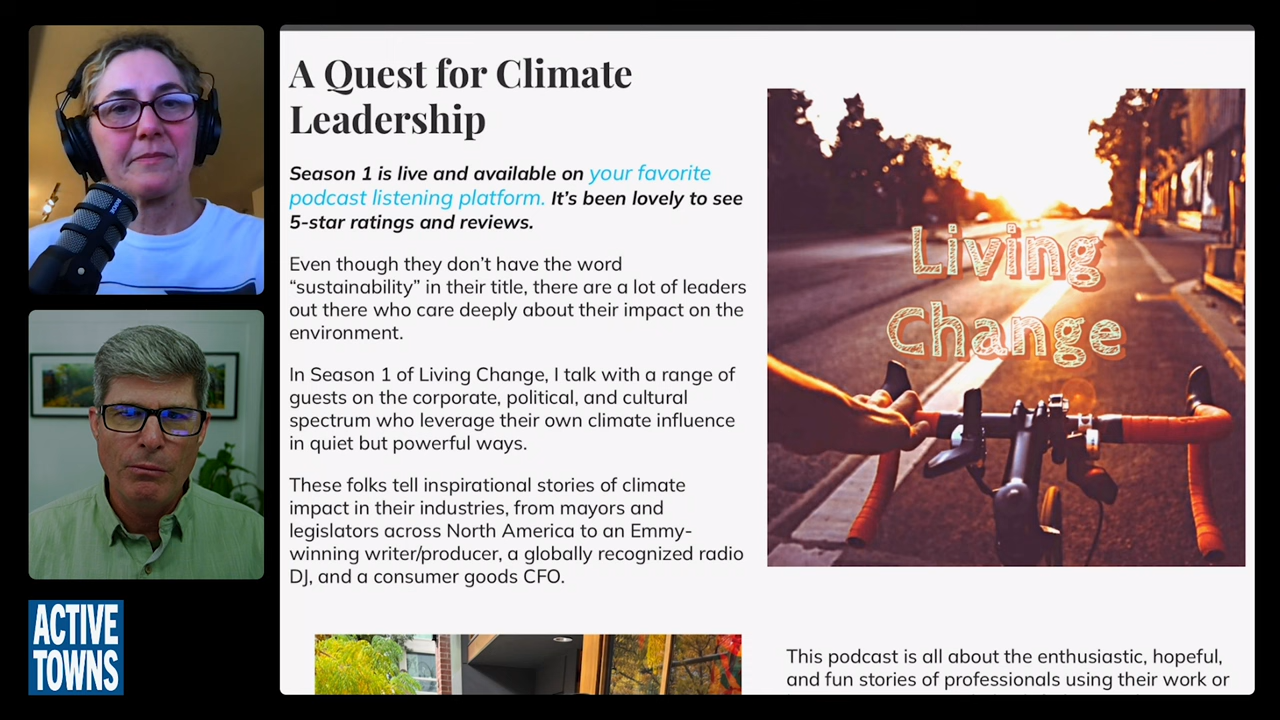 A Quest for Climate
Leadership
Season 1 is live and available on your favorite
podcast listening platform. It’s been lovely to see
5-star ratings and reviews.
Even though they don’t have the word
“sustainability” in their title, there are a lot of leaders
out there who care deeply about their impact on the
environment.
In Season 1 of Living Change, I talk with a range of
guests on the corporate, political, and cultural
spectrum who leverage their own climate influence
in quiet but powerful ways.
These folks tell inspirational stories of climate
impact in their industries, from mayors and
legislators across North America to an Emmy-
winning writer/producer, a globally recognized radio
DJ, and a consumer goods CFO.
Living
Change
This podcast is all about the enthusiastic, hopeful,
and fun stories of professionals using their work or
ACTIVE
TOWNS